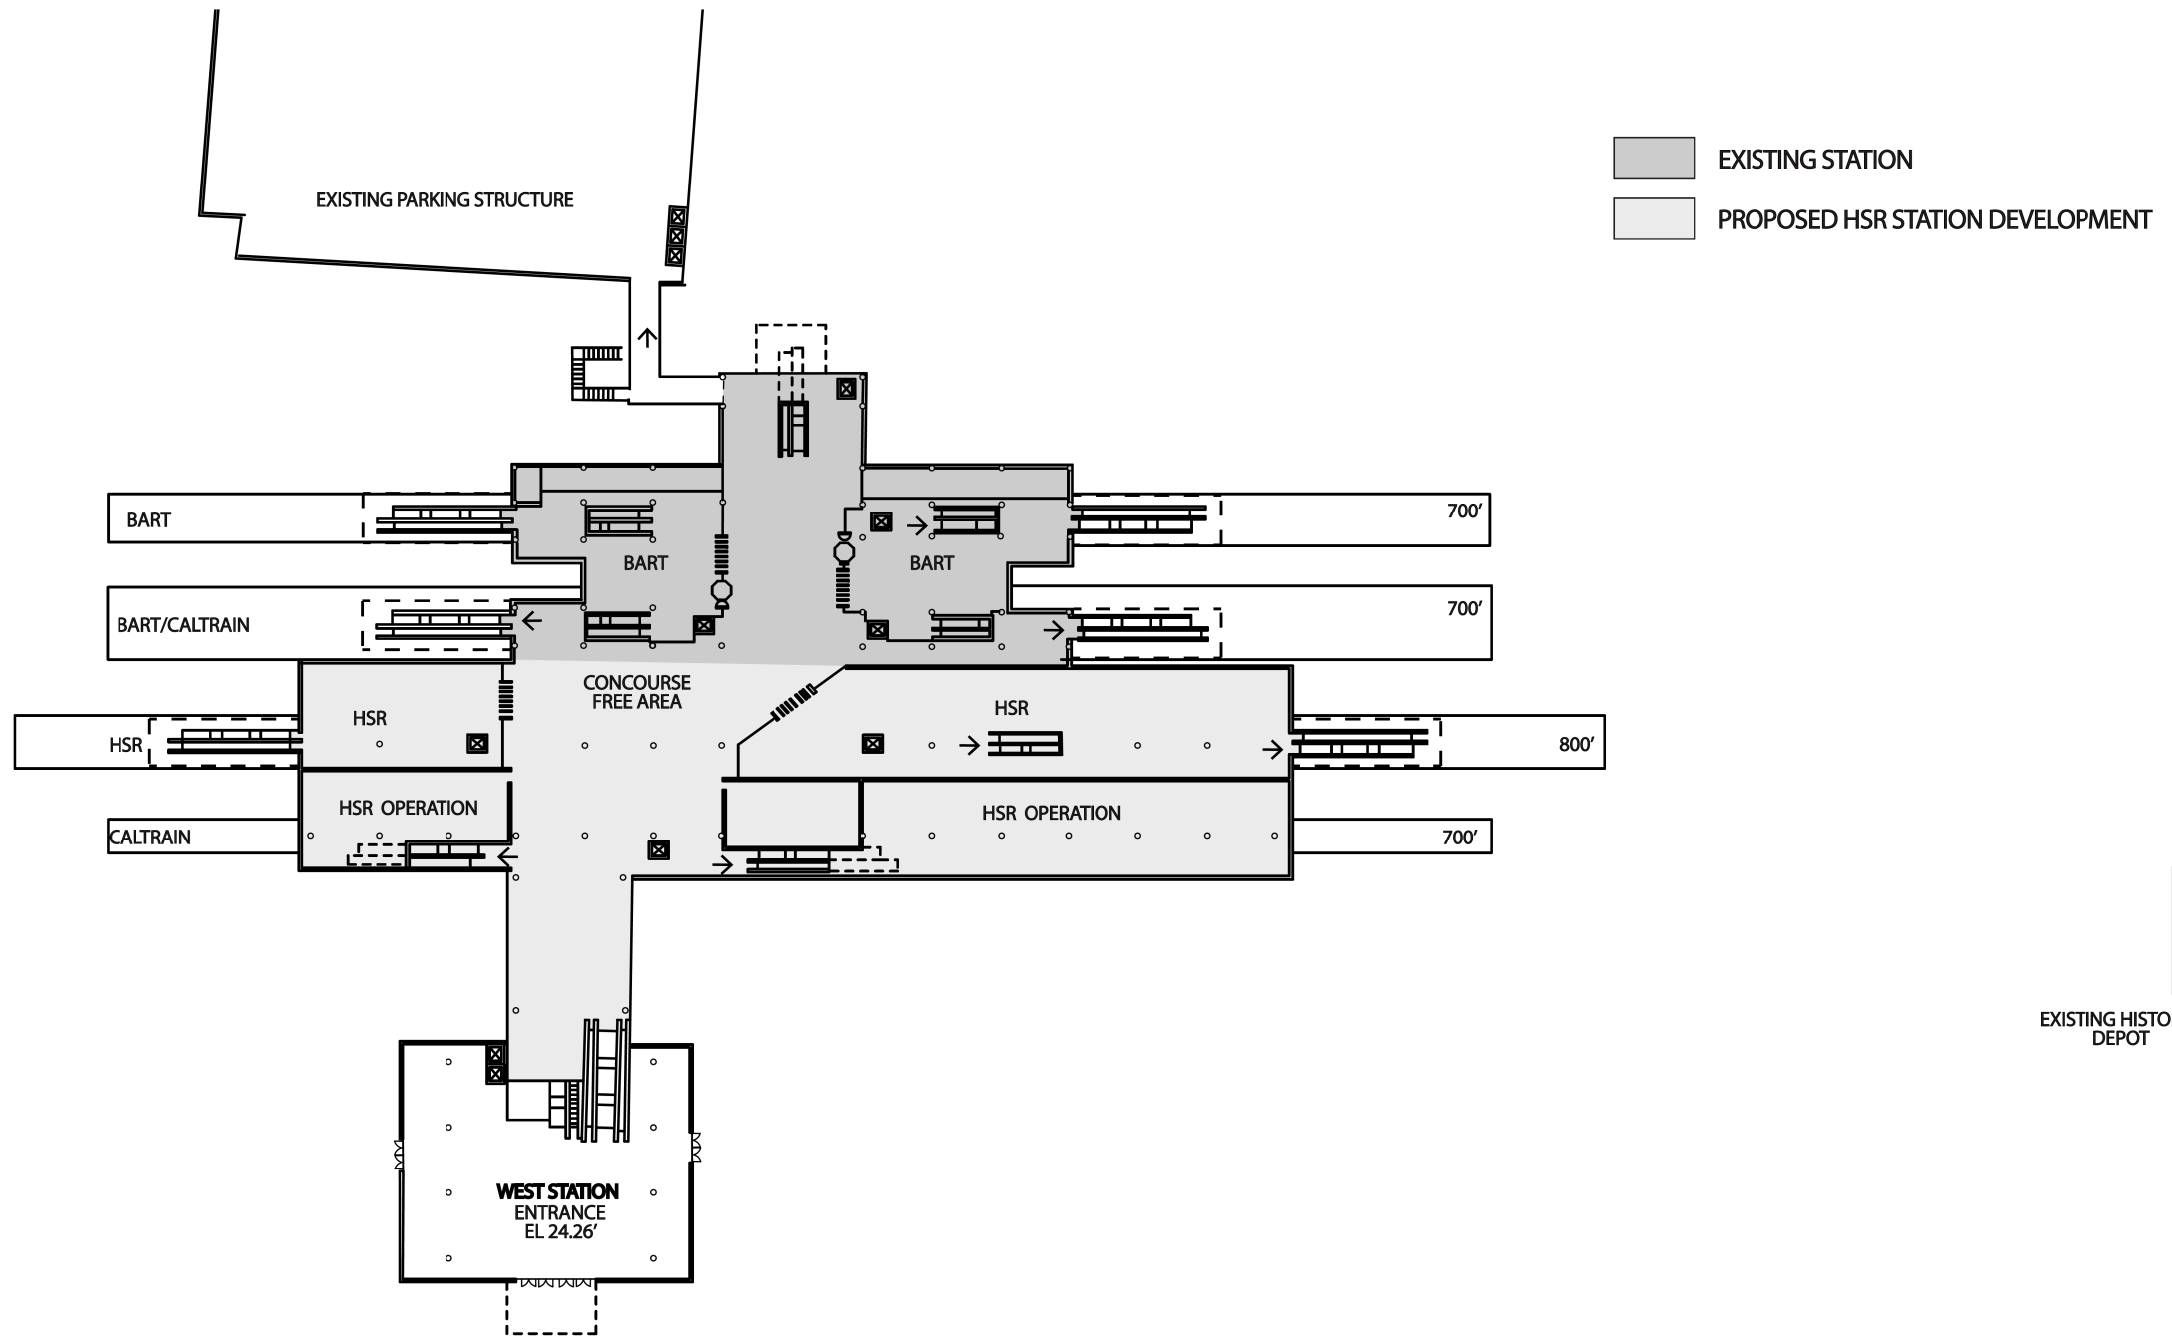 EXISTING STATION
EXISTING PARKING STRUCTURE
PROPOSED HSR STATION DEVELOPMENT
BART
700’
BART
BART
BART/CALTRAIN
700’
CONCOURSE
FREE AREA
HSR
HSR
HSR
800’
HSR OPERATION
HSR OPERATION
CALTRAIN
700’
EXISTING HISTO
DEPOT
WEST STATION
ENTRANCE
EL 24.26’